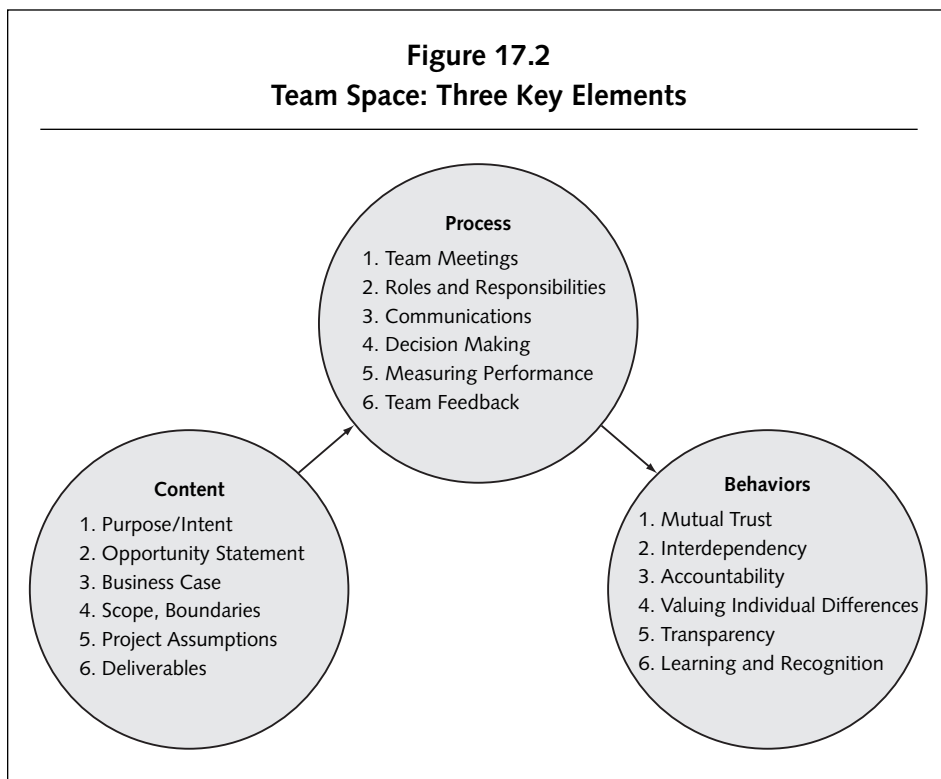 Figure 17.2
Team Space: Three Key Elements
Process
1. Team Meetings
2. Roles and Responsibilities
3. Communications
4. Decision Making
5. Measuring Performance
6. Team Feedback
Content
1. Purpose/Intent
2. Opportunity Statement
3. Business Case
4. Scope, Boundaries
5. Project Assumptions
6. Deliverables
Behaviors
1. Mutual Trust
2. Interdependency
3. Accountability
4. Valuing Individual Differences
5. Transparency
6. Learning and Recognition